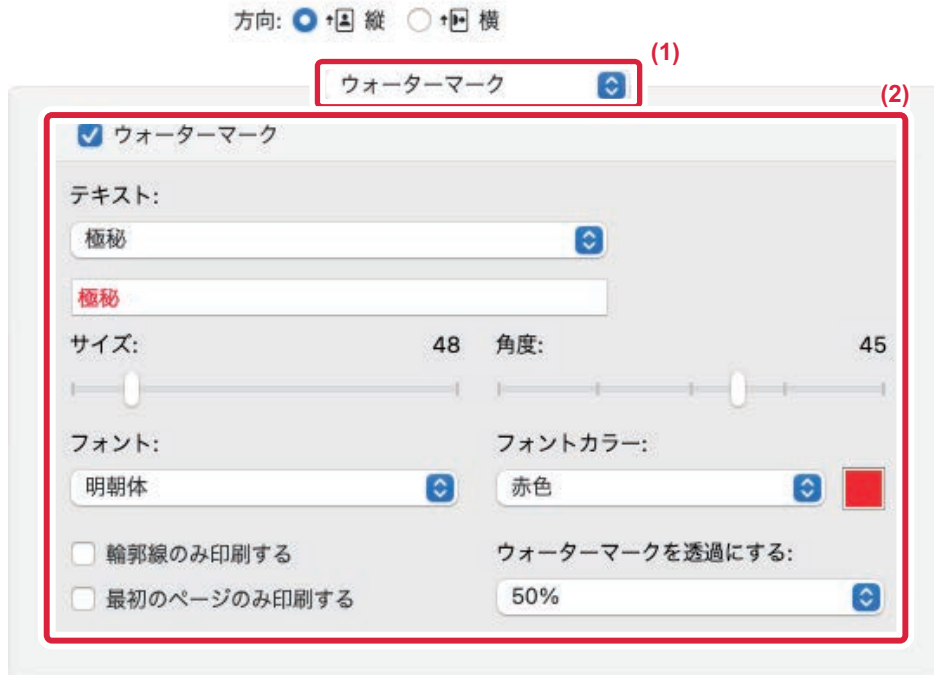 方向: 縦 横
(1)
ウォーターマーク
(2)
ウォーターマーク
テキスト:
極秘
極秘
サイズ: 48 角度: 45
フォント: フォントカラー:
明朝体 赤色
輪郭線のみ印刷する ウォーターマークを透過にする:
最初のページのみ印刷する 50%